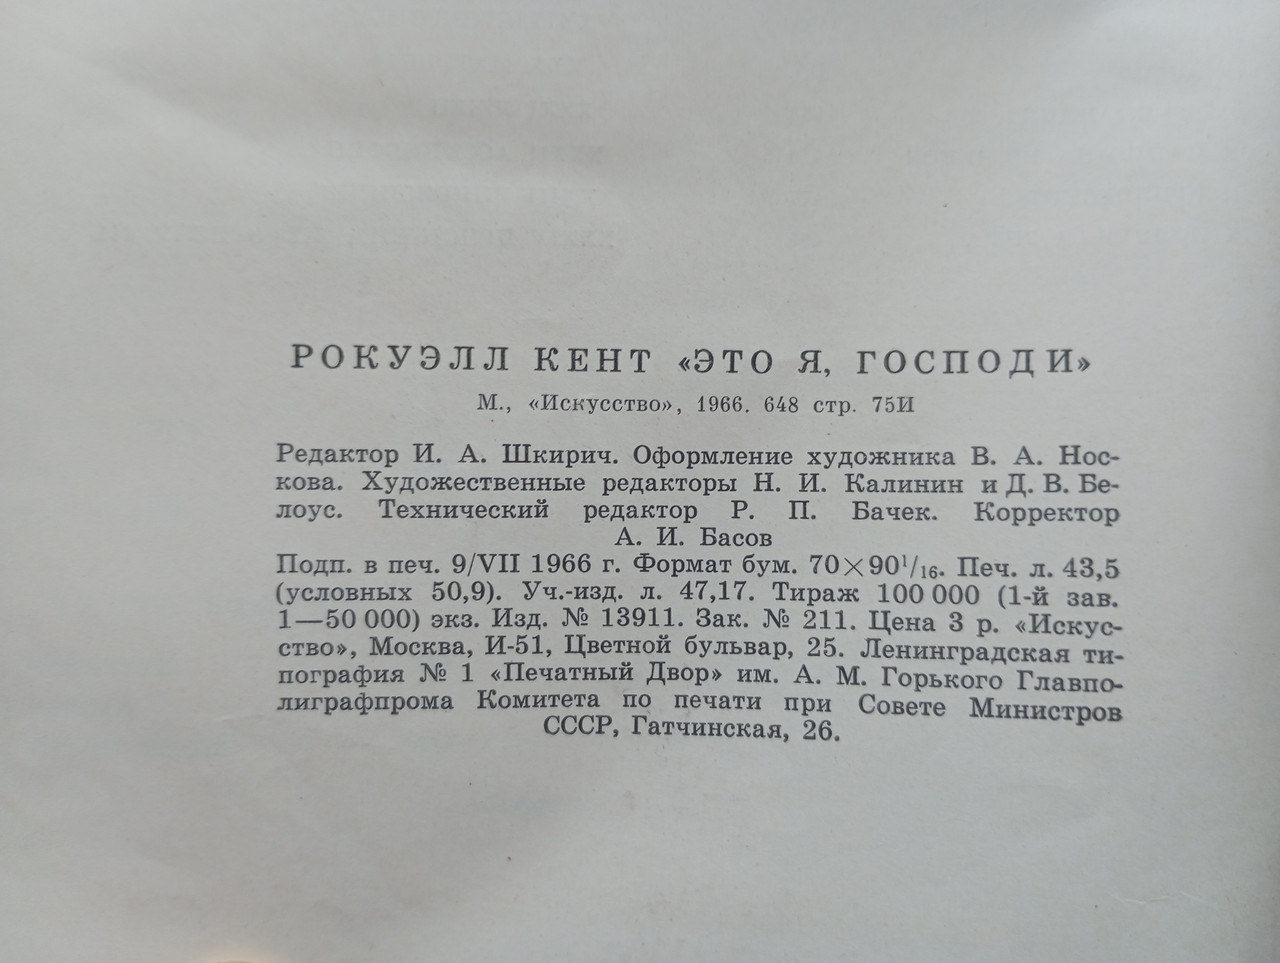 РОКУЭЛЛ КЕНТ «ЭТО Я, ГОСПОДИ»
М., «Искусство», 1966. 648 стр. 75И
Редактор И. А. Шкирич. Оформление художника В. А. Нос-
кова. Художественные редакторы Н. И. Калинин и Д. В. Бе-
лоус. Технический редактор Р. П. Бачек. Корректор
А. И. Басов
Подп. в печ. 9/VII 1966 г. Формат бум. 70×90¹/₁₆. Печ. л. 43,5
(условных 50,9). Уч.-изд. л. 47,17. Тираж 100 000 (1-й зав.
1—50 000) экз. Изд. № 13911. Зак. № 211. Цена 3 р. «Искус-
ство», Москва, И-51, Цветной бульвар, 25. Ленинградская ти-
пография № 1 «Печатный Двор» им. А. М. Горького Главпо-
лиграфпрома Комитета по печати при Совете Министров
СССР, Гатчинская, 26.